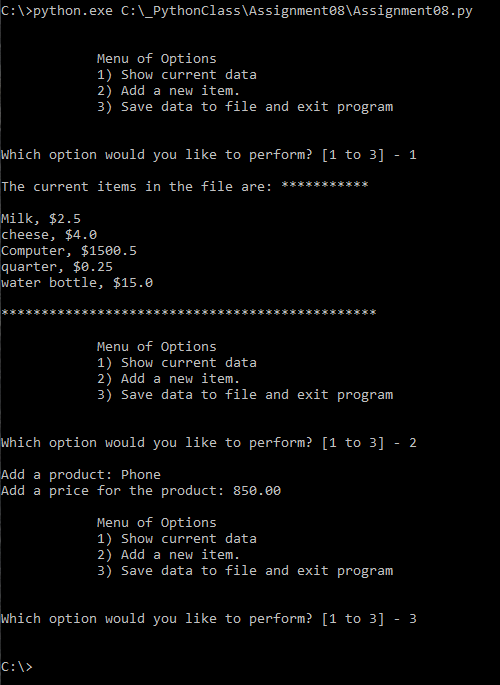 C:\>python.exe C:\_PythonClass\Assignment08\Assignment08.py
Menu of Options
1) Show current data
2) Add a new item.
3) Save data to file and exit program
Which option would you like to perform? [1 to 3] - 1
The current items in the file are: ***********
Milk, $2.5
cheese, $4.0
Computer, $1500.5
quarter, $0.25
water bottle, $15.0
***********************************************
Menu of Options
1) Show current data
2) Add a new item.
3) Save data to file and exit program
Which option would you like to perform? [1 to 3] - 2
Add a product: Phone
Add a price for the product: 850.00
Menu of Options
1) Show current data
2) Add a new item.
3) Save data to file and exit program
Which option would you like to perform? [1 to 3] - 3
C:\>